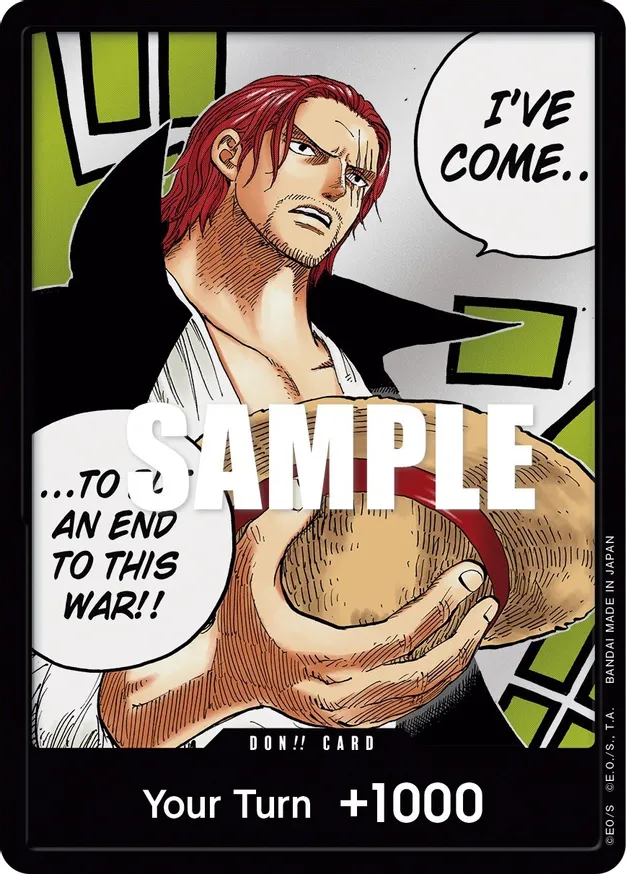 I'VE
COME..
SAMPLE
...TO
AN END
TO THIS
WAR!!
DON!! CARD
Your Turn +1000
©EO/S ©E.O./S., T.A. BANDAI MADE IN JAPAN